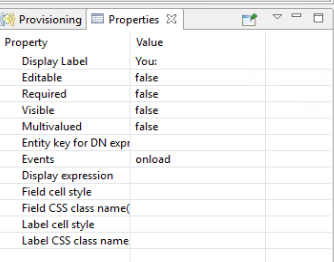 Provisioning Properties
Property Value
Display Label You:
Editable false
Required false
Visible false
Multivalued false
Entity key for DN expr
Events onload
Display expression
Field cell style
Field CSS class name(
Label cell style
Label CSS class name